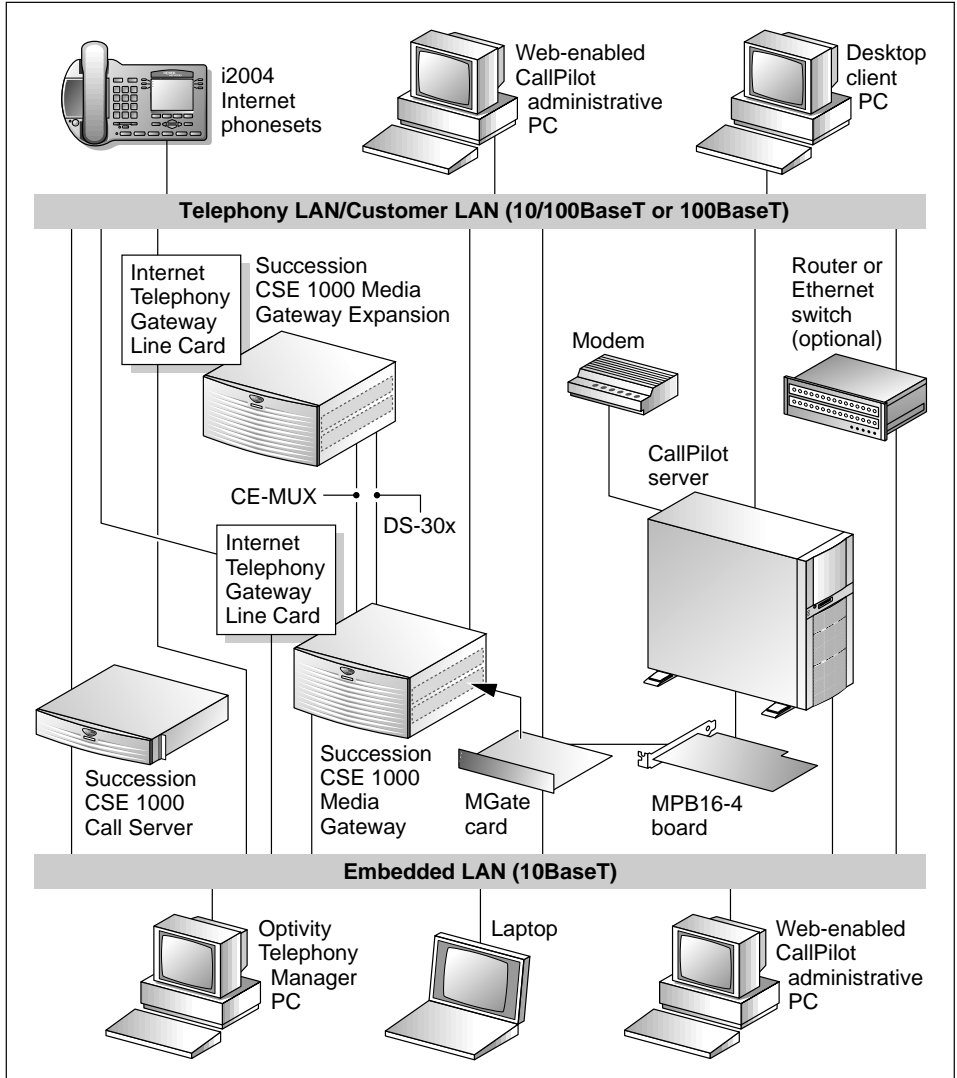 i2004
Internet
phonesets
Web-enabled
CallPilot
administrative
PC
Desktop
client
PC
Telephony LAN/Customer LAN (10/100BaseT or 100BaseT)
Internet
Telephony
Gateway
Line Card
Succession
CSE 1000 Media
Gateway Expansion
Modem
Router or
Ethernet
switch
(optional)
CallPilot
server
CE-MUX
DS-30x
Internet
Telephony
Gateway
Line Card
Succession
CSE 1000
Call Server
Succession
CSE 1000
Media
Gateway
MGate
card
MPB16-4
board
Embedded LAN (10BaseT)
Optivity
Telephony
Manager
PC
Laptop
Web-enabled
CallPilot
administrative
PC